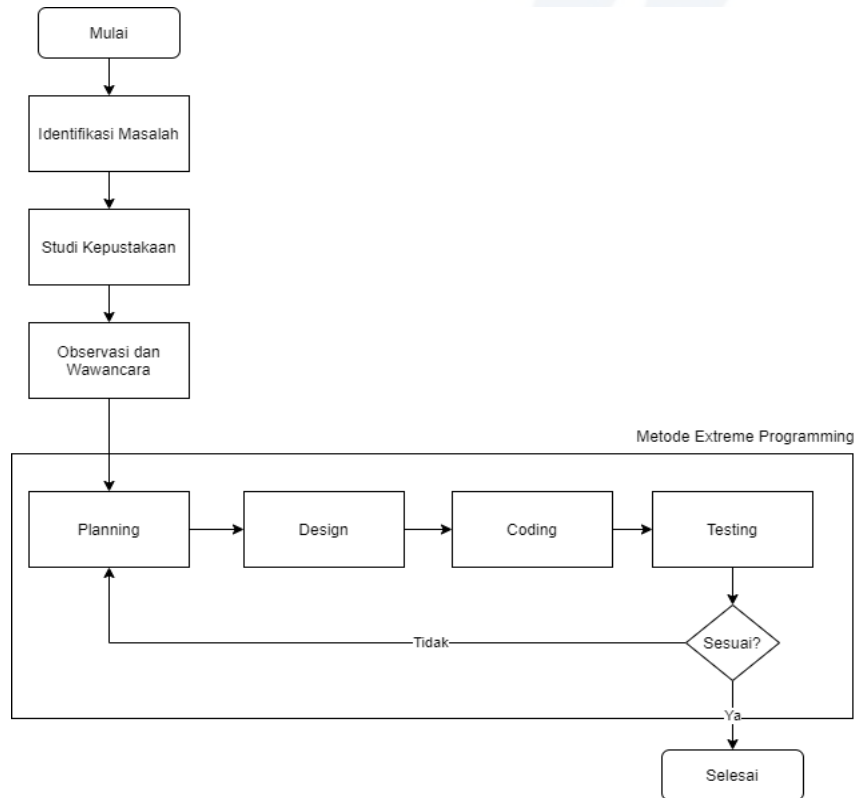 Mulai
Identifikasi Masalah
Studi Kepustakaan
Observasi dan
Wawancara
Metode Extreme Programming
Planning
Design
Coding
Testing
Sesuai?
Tidak
Ya
Selesai